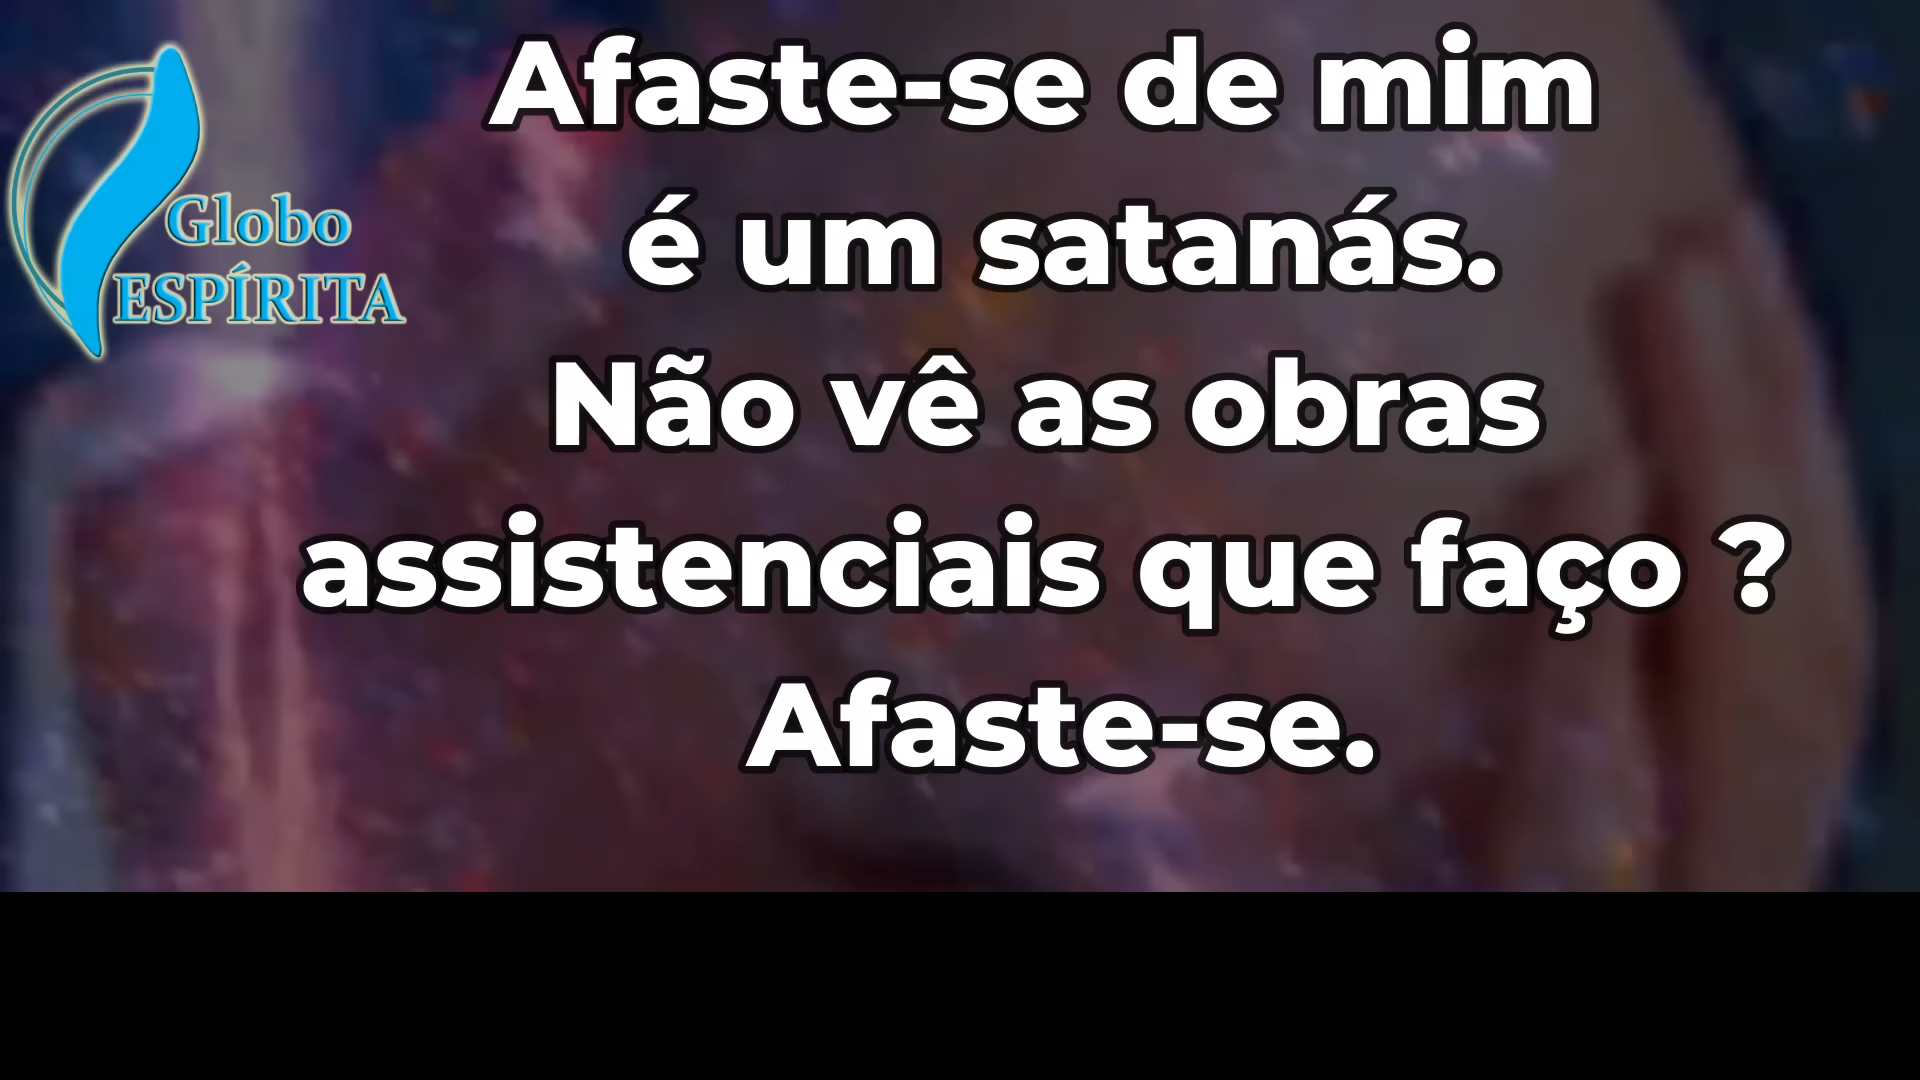 Globo
ESPÍRITA
Afaste-se de mim
é um satanás.
Não vê as obras
assistenciais que faço ?
Afaste-se.